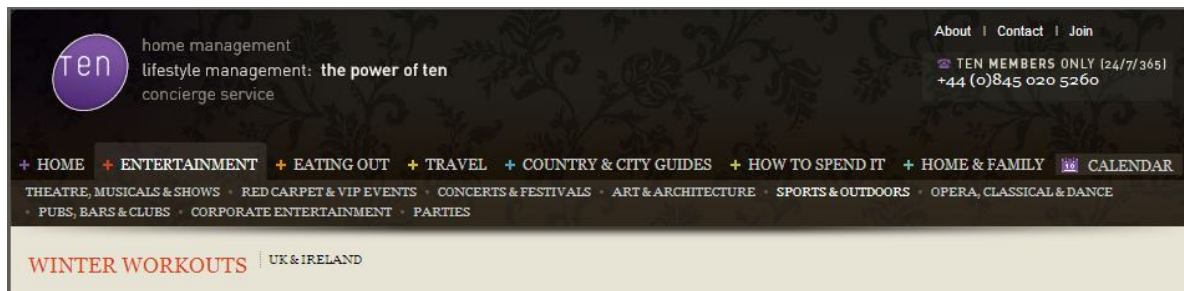 About | Contact | Join
Ten
home management
lifestyle management: the power of ten
concierge service
TEN MEMBERS ONLY (24/7/365)
+44 (0)845 020 5260
+ HOME + ENTERTAINMENT + EATING OUT + TRAVEL + COUNTRY & CITY GUIDES + HOW TO SPEND IT + HOME & FAMILY 10 CALENDAR
THEATRE, MUSICALS & SHOWS • RED CARPET & VIP EVENTS • CONCERTS & FESTIVALS • ART & ARCHITECTURE • SPORTS & OUTDOORS • OPERA, CLASSICAL & DANCE
• PUBS, BARS & CLUBS • CORPORATE ENTERTAINMENT • PARTIES
WINTER WORKOUTS UK & IRELAND